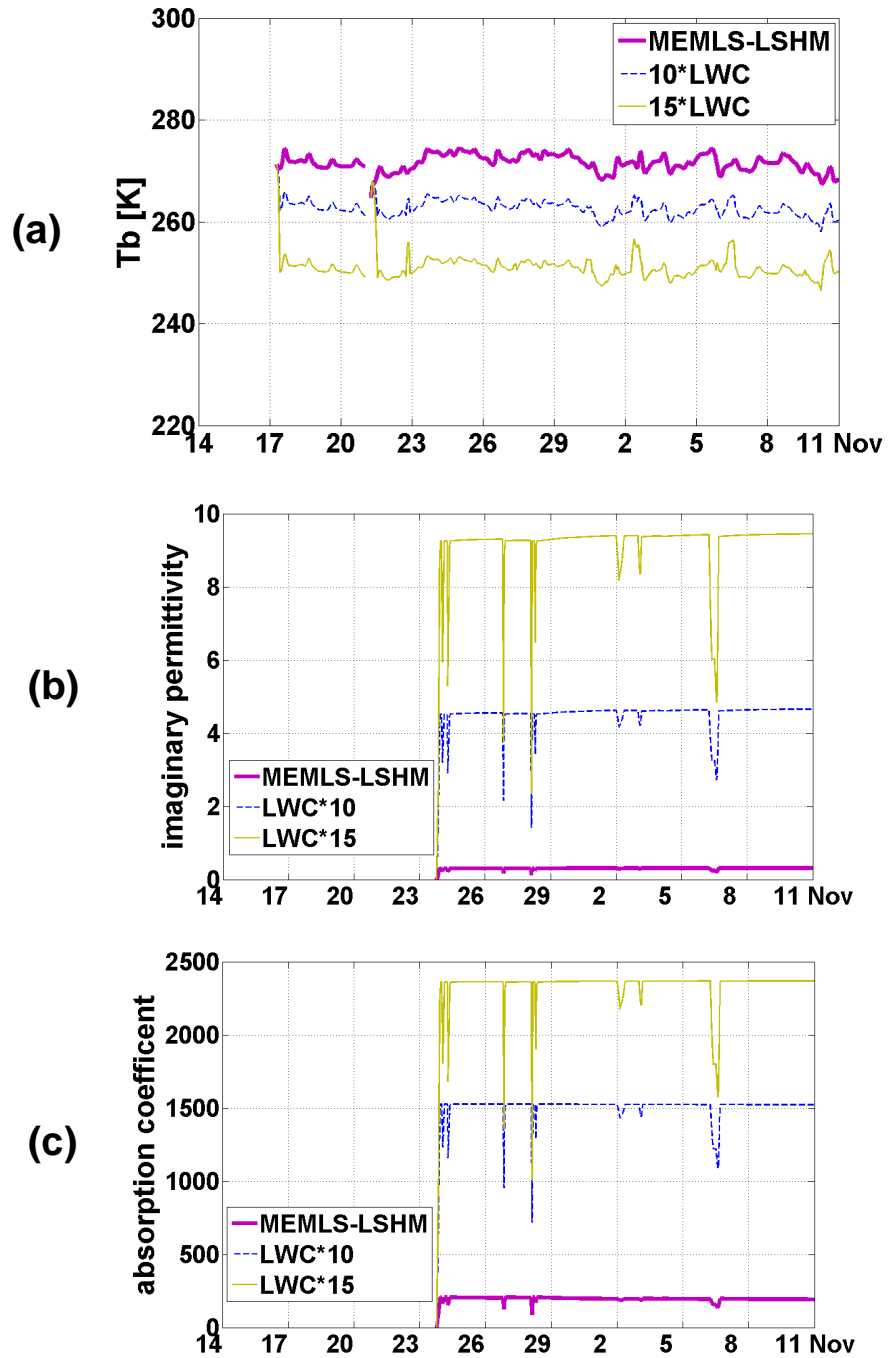 (a)
Tb [K]
300
280
260
240
220
MEMLS-LSHM
10*LWC
15*LWC
14 17 20 23 26 29 2 5 8 11 Nov
(b)
imaginary permittivity
10
8
6
4
2
0
MEMLS-LSHM
LWC*10
LWC*15
14 17 20 23 26 29 2 5 8 11 Nov
(c)
absorption coefficent
2500
2000
1500
1000
500
0
MEMLS-LSHM
LWC*10
LWC*15
14 17 20 23 26 29 2 5 8 11 Nov